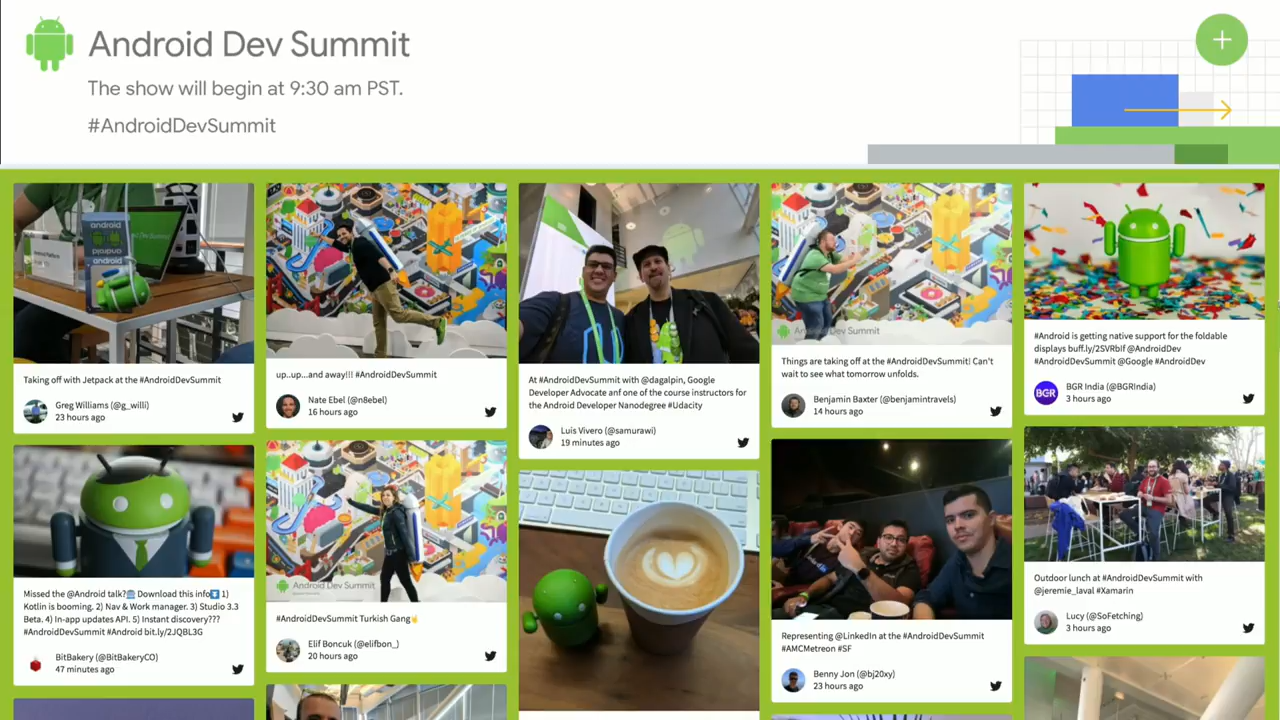 Android Dev Summit
The show will begin at 9:30 am PST.
#AndroidDevSummit
+
android
android
Taking off with Jetpack at the #AndroidDevSummit
Greg Williams (@g_willi)
23 hours ago
Missed the @Android talk? Download this info 1)
Kotlin is booming. 2) Nav & Work manager. 3) Studio 3.3
Beta. 4) In-app updates API. 5) Instant discovery???
#AndroidDevSummit #Android bit.ly/2JQBL3G
BitBakery (@BitBakeryCO)
47 minutes ago
up..up...and away!!! #AndroidDevSummit
Nate Ebel (@n8ebel)
16 hours ago
Android Dev Summit
#AndroidDevSummit Turkish Gang
Elif Boncuk (@elifbon_)
20 hours ago
At #AndroidDevSummit with @dagalpin, Google
Developer Advocate anf one of the course instructors for
the Android Developer Nanodegree #Udacity
Luis Vivero (@samurawi)
19 minutes ago
Android Dev Summit
Things are taking off at the #AndroidDevSummit! Can't
wait to see what tomorrow unfolds.
Benjamin Baxter (@benjamintravels)
14 hours ago
Representing @LinkedIn at the #AndroidDevSummit
#AMCMetreon #SF
Benny Jon (@bj20xy)
23 hours ago
#Android is getting native support for the foldable
displays buff.ly/2SVRblf @AndroidDev
#AndroidDevSummit @Google #AndroidDev
BGR
BGR India (@BGRIndia)
3 hours ago
Outdoor lunch at #AndroidDevSummit with
@jeremie_laval #Xamarin
Lucy (@SoFetching)
3 hours ago